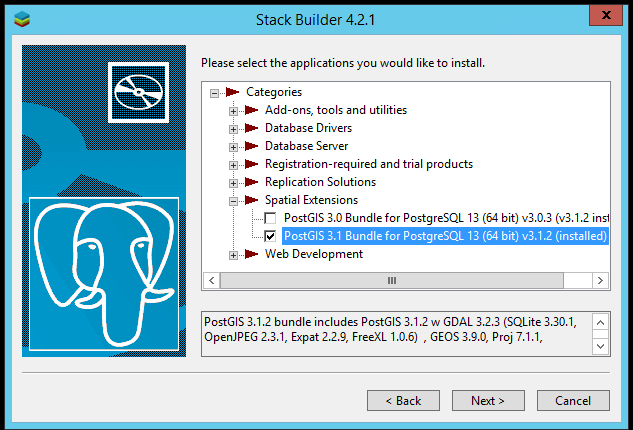 Stack Builder 4.2.1
x
Please select the applications you would like to install.
Categories
Add-ons, tools and utilities
Database Drivers
Database Server
Registration-required and trial products
Replication Solutions
Spatial Extensions
PostGIS 3.0 Bundle for PostgreSQL 13 (64 bit) v3.0.3 (v3.1.2 inst
PostGIS 3.1 Bundle for PostgreSQL 13 (64 bit) v3.1.2 (installed)
Web Development
PostGIS 3.1.2 bundle includes PostGIS 3.1.2 w GDAL 3.2.3 (SQLite 3.30.1,
OpenJPEG 2.3.1, Expat 2.2.9, FreeXL 1.0.6) , GEOS 3.9.0, Proj 7.1.1,
< Back Next > Cancel